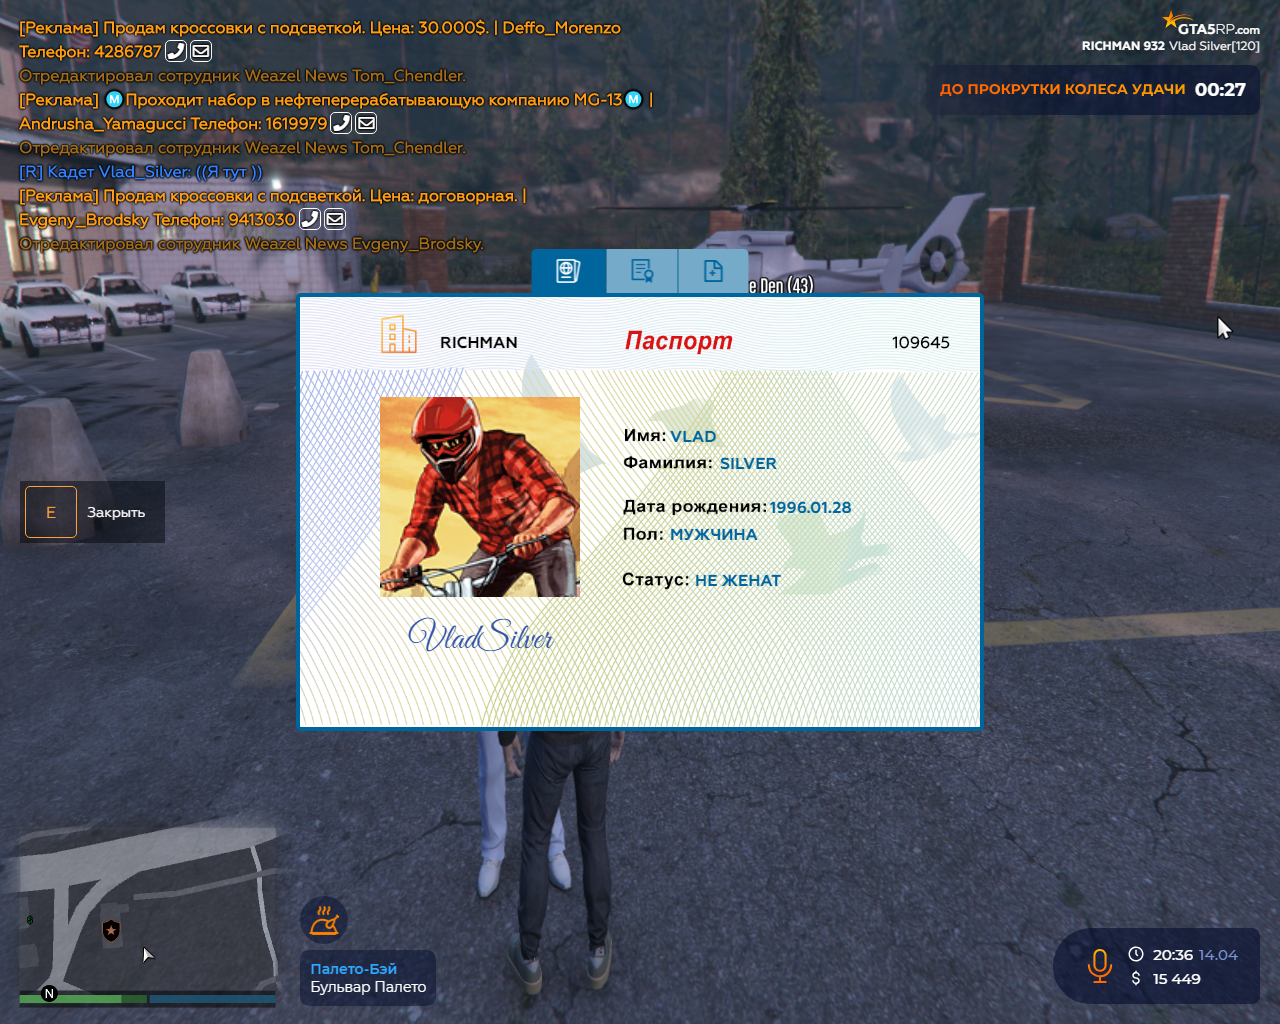 [Реклама] Продам кроссовки с подсветкой. Цена: 30.000$. | Deffo_Morenzo
Телефон: 4286787
Отредактировал сотрудник Weazel News Tom_Chendler.
[Реклама] M Проходит набор в нефтеперерабатывающую компанию MG-13 M |
Andrusha_Yamagucci Телефон: 1619979
Отредактировал сотрудник Weazel News Tom_Chendler.
[R] Кадет Vlad_Silver: ((Я тут ))
[Реклама] Продам кроссовки с подсветкой. Цена: договорная. |
Evgeny_Brodsky Телефон: 9413030
Отредактировал сотрудник Weazel News Evgeny_Brodsky.
GTA5RP.com
RICHMAN 932 Vlad Silver[120]
ДО ПРОКРУТКИ КОЛЕСА УДАЧИ 00:27
e Den (43)
RICHMAN
Паспорт
109645
Имя: VLAD
Фамилия: SILVER
Дата рождения: 1996.01.28
Пол: МУЖЧИНА
Статус: НЕ ЖЕНАТ
VladSilver
E Закрыть
N
Палето-Бэй
Бульвар Палето
20:36 14.04
$ 15 449